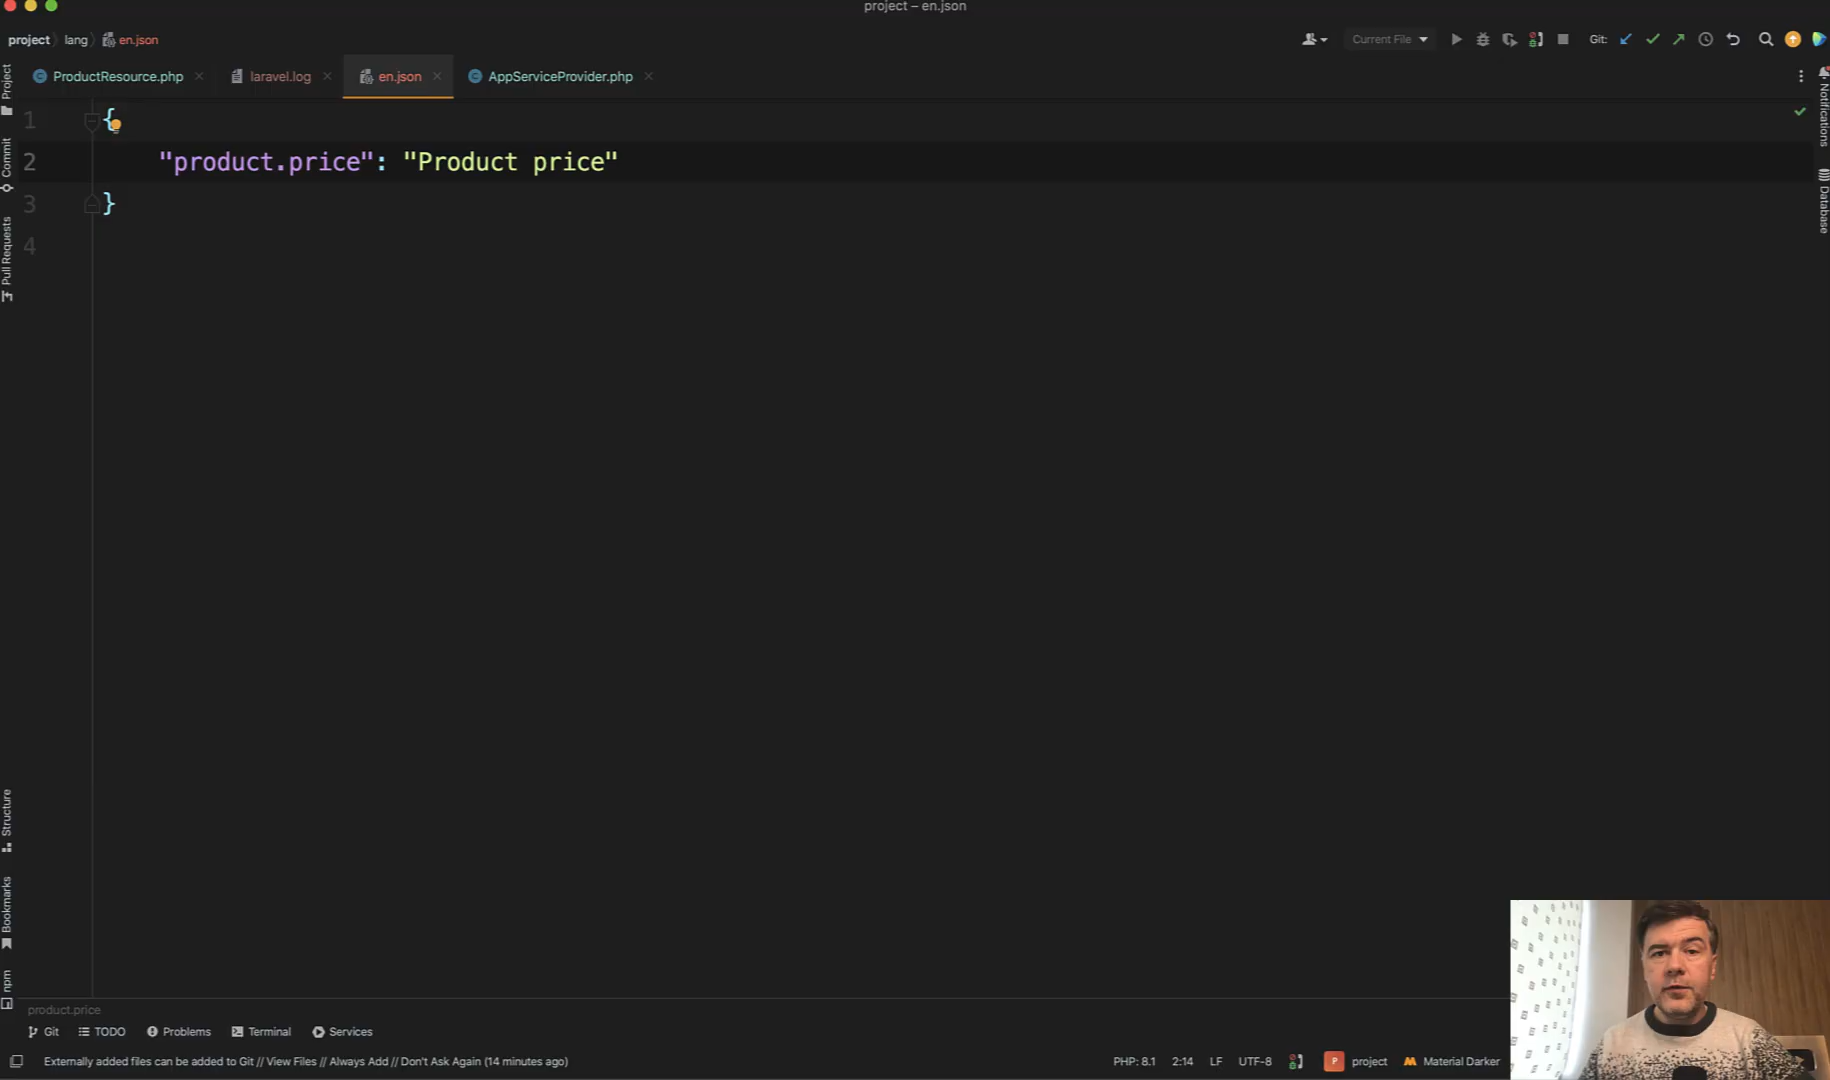 project – en.json
project
lang
en.json
Current File
Git:
ProductResource.php
laravel.log
en.json
AppServiceProvider.php
Project
Commit
Pull Requests
Structure
Bookmarks
npm
Notifications
Database
1 {
2 "product.price": "Product price"
3 }
4
product.price
Git
TODO
Problems
Terminal
Services
Externally added files can be added to Git // View Files // Always Add // Don't Ask Again (14 minutes ago)
PHP: 8.1
2:14
LF
UTF-8
P
project
Material Darker